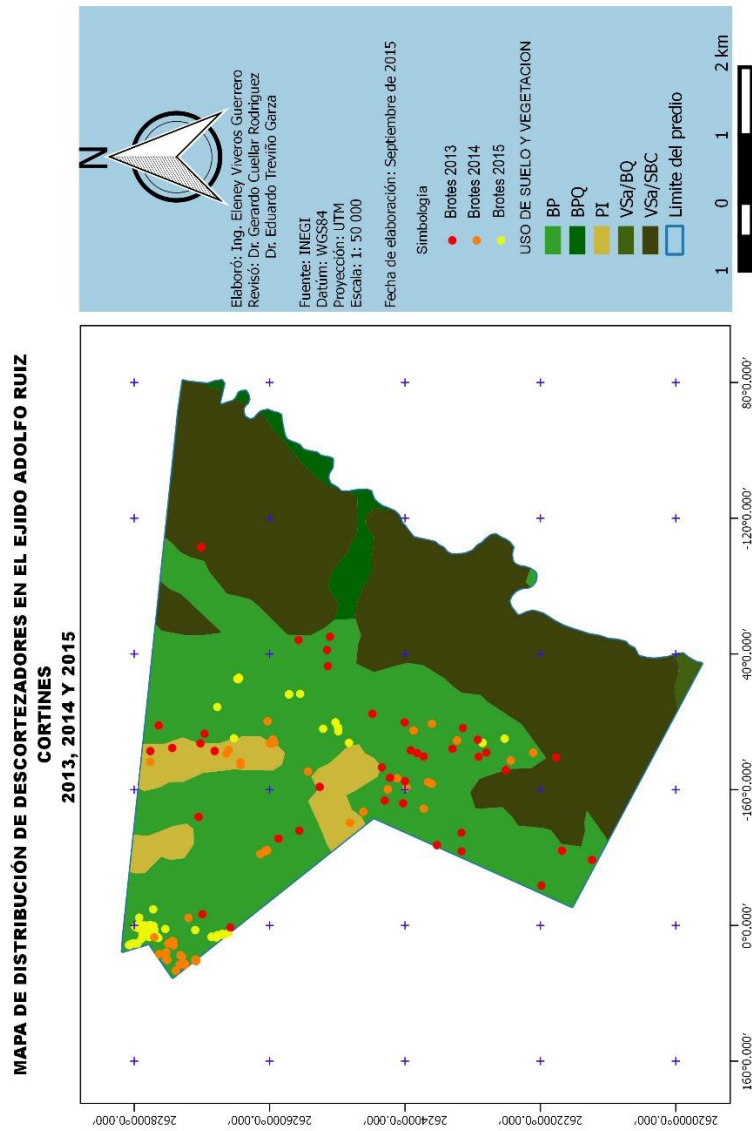 MAPA DE DISTRIBUCIÓN DE DESCORTEZADORES EN EL EJIDO ADOLFO RUIZ
CORTINES
2013, 2014 Y 2015
N
Elaboró: Ing. Eleney Viveros Guerrero
Revisó: Dr. Gerardo Cuellar Rodríguez
Dr. Eduardo Treviño Garza
Fuente: INEGI
Datúm: WGS84
Proyección: UTM
Escala: 1: 50 000
Fecha de elaboración: Septiembre de 2015
Simbología
Brotes 2013
Brotes 2014
Brotes 2015
USO DE SUELO Y VEGETACION
BP
BPQ
PI
VSa/BQ
VSa/SBC
Limite del predio
1 0 1 2 km
2628000°0.000'
2626000°0.000'
2624000°0.000'
2622000°0.000'
2620000°0.000'
160°0.000' 0°0.000' -160°0.000' 40°0.000' -120°0.000' 80°0.000'